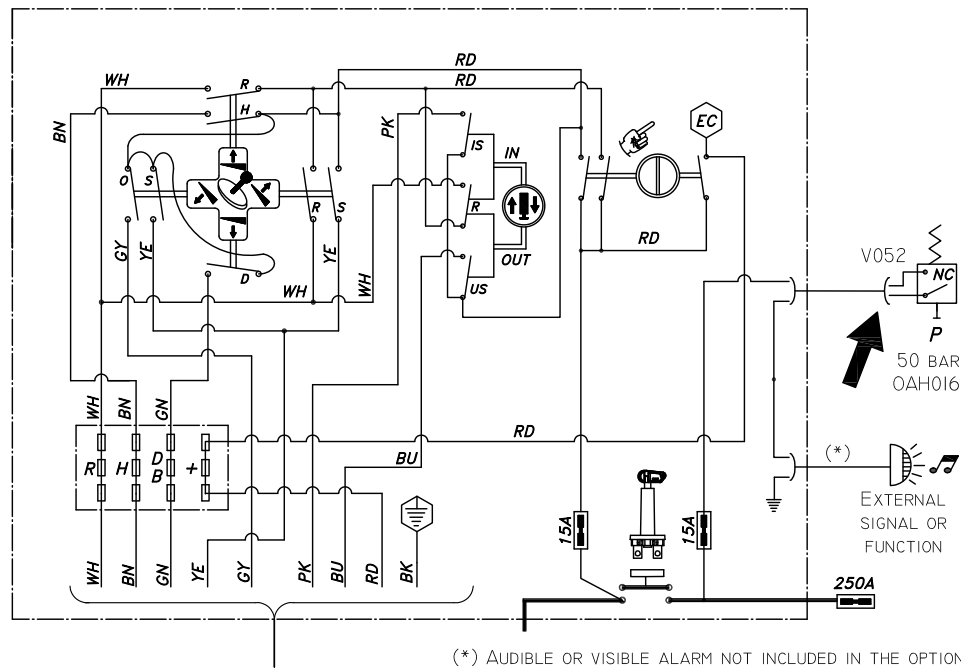 RD
WH
R
RD
H
BN
PK
EC
IS
IN
O
S
R
S
R
GY
YE
YE
RD
OUT
V052
NC
D
WH
WH
US
P
50 BAR
OAH016
WH
BN
GN
RD
(*)
BU
R
H
D
B
+
EXTERNAL
SIGNAL OR
FUNCTION
15A
15A
WH
BN
GN
YE
GY
PK
BU
RD
BK
250A
(*) AUDIBLE OR VISIBLE ALARM NOT INCLUDED IN THE OPTION